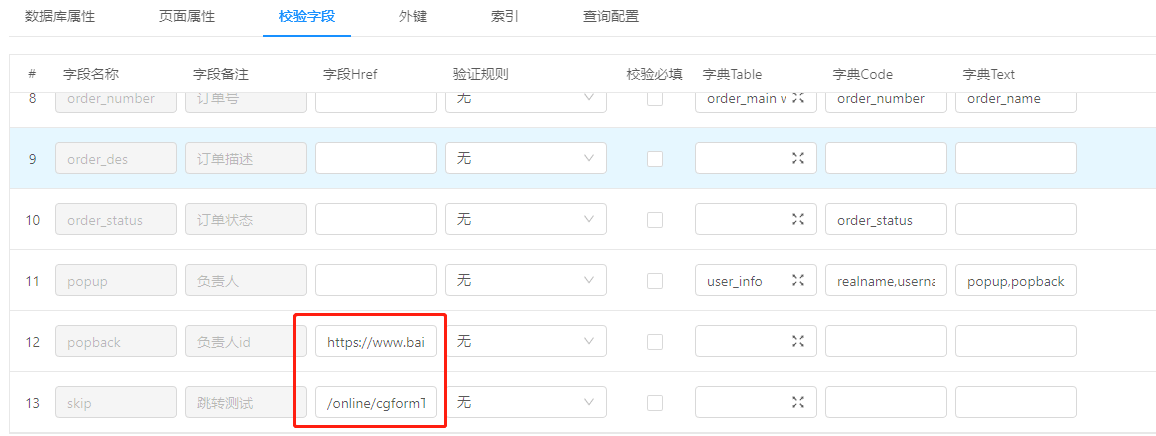 数据库属性 页面属性 校验字段 外键 索引 查询配置
# 字段名称 字段备注 字段Href 验证规则 校验必填 字典Table 字典Code 字典Text
8 order_number 订单号 无 order_main order_number order_name
9 order_des 订单描述 无
10 order_status 订单状态 无 order_status
11 popup 负责人 无 user_info realname,userna popup,popback
12 popback 负责人id https://www.bai 无
13 skip 跳转测试 /online/cgform 无